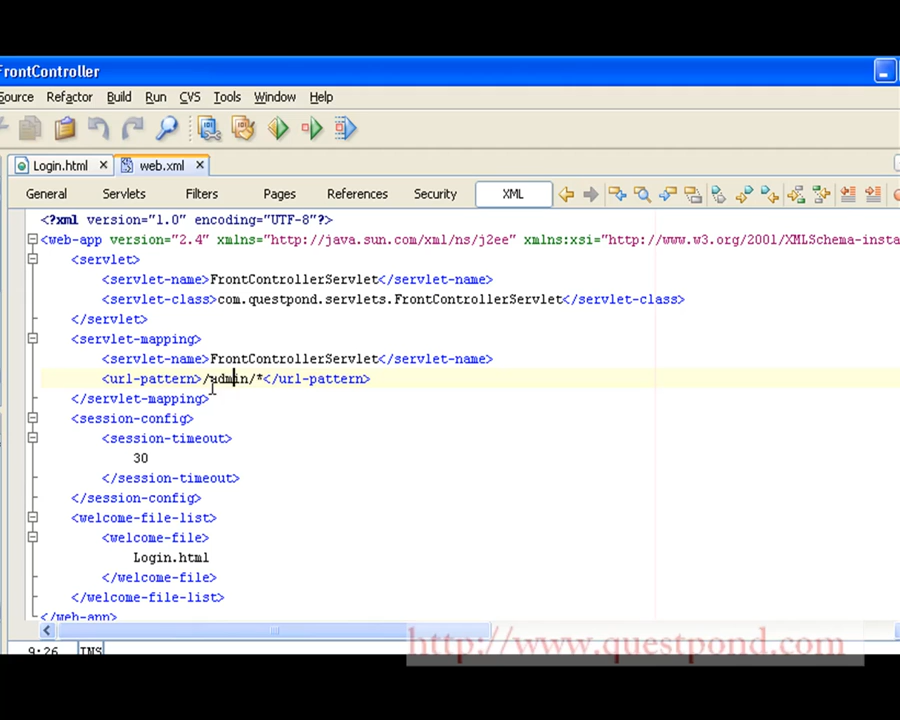 FrontController
Source Refactor Build Run CVS Tools Window Help
Login.html web.xml
General Servlets Filters Pages References Security XML
<?xml version="1.0" encoding="UTF-8"?>
<web-app version="2.4" xmlns="http://java.sun.com/xml/ns/j2ee" xmlns:xsi="http://www.w3.org/2001/XMLSchema-insta
<servlet>
<servlet-name>FrontControllerServlet</servlet-name>
<servlet-class>com.questpond.servlets.FrontControllerServlet</servlet-class>
</servlet>
<servlet-mapping>
<servlet-name>FrontControllerServlet</servlet-name>
<url-pattern>/admin/*</url-pattern>
</servlet-mapping>
<session-config>
<session-timeout>
30
</session-timeout>
</session-config>
<welcome-file-list>
<welcome-file>
Login.html
</welcome-file>
</welcome-file-list>
</web-app>
9:26 INS
http://www.questpond.com